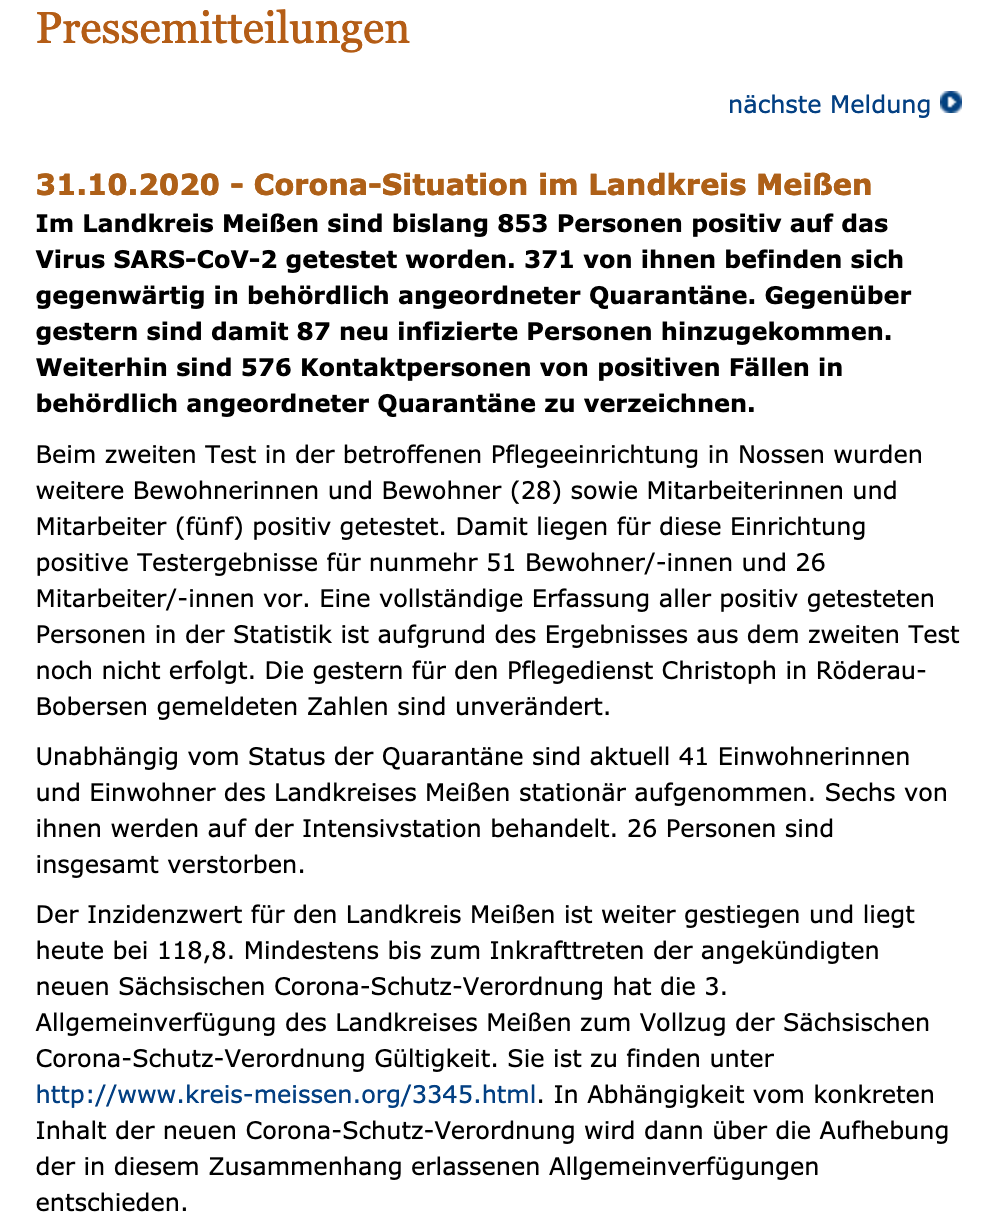 Pressemitteilungen
nächste Meldung
31.10.2020 - Corona-Situation im Landkreis Meißen
Im Landkreis Meißen sind bislang 853 Personen positiv auf das
Virus SARS-CoV-2 getestet worden. 371 von ihnen befinden sich
gegenwärtig in behördlich angeordneter Quarantäne. Gegenüber
gestern sind damit 87 neu infizierte Personen hinzugekommen.
Weiterhin sind 576 Kontaktpersonen von positiven Fällen in
behördlich angeordneter Quarantäne zu verzeichnen.
Beim zweiten Test in der betroffenen Pflegeeinrichtung in Nossen wurden
weitere Bewohnerinnen und Bewohner (28) sowie Mitarbeiterinnen und
Mitarbeiter (fünf) positiv getestet. Damit liegen für diese Einrichtung
positive Testergebnisse für nunmehr 51 Bewohner/-innen und 26
Mitarbeiter/-innen vor. Eine vollständige Erfassung aller positiv getesteten
Personen in der Statistik ist aufgrund des Ergebnisses aus dem zweiten Test
noch nicht erfolgt. Die gestern für den Pflegedienst Christoph in Röderau-
Bobersen gemeldeten Zahlen sind unverändert.
Unabhängig vom Status der Quarantäne sind aktuell 41 Einwohnerinnen
und Einwohner des Landkreises Meißen stationär aufgenommen. Sechs von
ihnen werden auf der Intensivstation behandelt. 26 Personen sind
insgesamt verstorben.
Der Inzidenzwert für den Landkreis Meißen ist weiter gestiegen und liegt
heute bei 118,8. Mindestens bis zum Inkrafttreten der angekündigten
neuen Sächsischen Corona-Schutz-Verordnung hat die 3.
Allgemeinverfügung des Landkreises Meißen zum Vollzug der Sächsischen
Corona-Schutz-Verordnung Gültigkeit. Sie ist zu finden unter
http://www.kreis-meissen.org/3345.html. In Abhängigkeit vom konkreten
Inhalt der neuen Corona-Schutz-Verordnung wird dann über die Aufhebung
der in diesem Zusammenhang erlassenen Allgemeinverfügungen
entschieden.